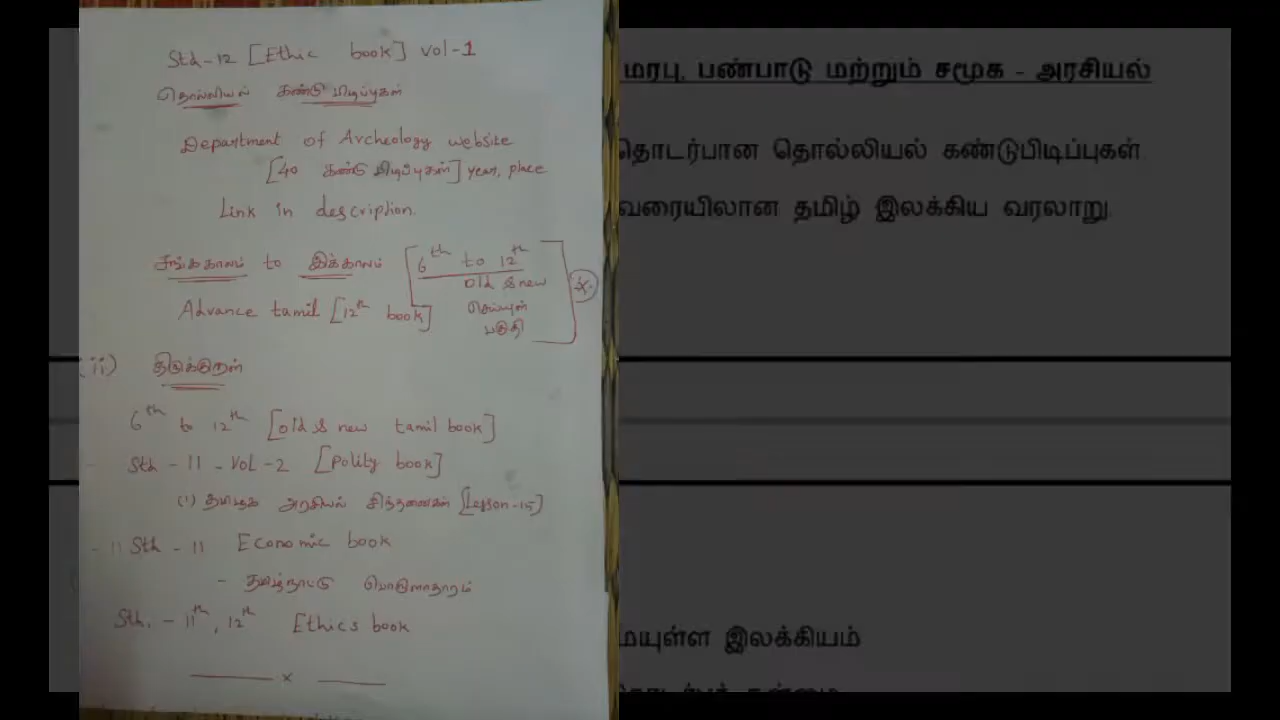 Std-12 [Ethic book] vol-1
தொல்லியல் கண்டுபிடிப்புகள்
Department of Archeology website
[40 கண்டுபிடிப்புகள்] year, place
Link in description.
சங்ககாலம் to இக்காலம் [6th to 12th
old & new
Advance tamil [12th book] செய்யுள்
பகுதி
(ii) திருக்குறள்
6th to 12th [old & new tamil book]
Std - 11 - Vol - 2 [Polity book]
(1) தமிழக அரசியல் சிந்தனைகள் [Lesson-15]
- 11 Std - 11 Economic book
- தமிழ்நாட்டு பொருளாதாரம்
Std. - 11th, 12th Ethics book
x
மரபு, பண்பாடு மற்றும் சமூக - அரசியல்
தொடர்பான தொல்லியல் கண்டுபிடிப்புகள்
வரையிலான தமிழ் இலக்கிய வரலாறு.
மையுள்ள இலக்கியம்